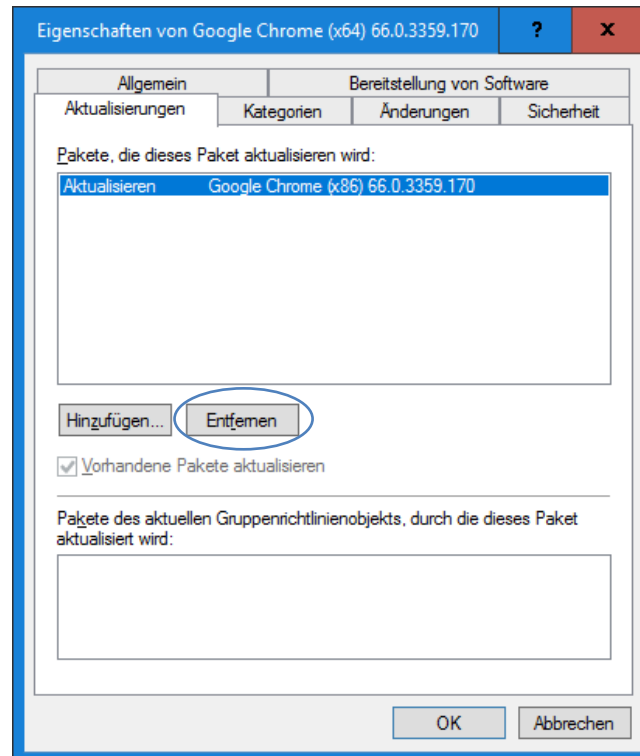 Eigenschaften von Google Chrome (x64) 66.0.3359.170 ? x
Allgemein Bereitstellung von Software
Aktualisierungen Kategorien Änderungen Sicherheit
Pakete, die dieses Paket aktualisieren wird:
Aktualisieren Google Chrome (x86) 66.0.3359.170
Hinzufügen... Entfernen
Vorhandene Pakete aktualisieren
Pakete des aktuellen Gruppenrichtlinienobjekts, durch die dieses Paket
aktualisiert wird:
OK Abbrechen